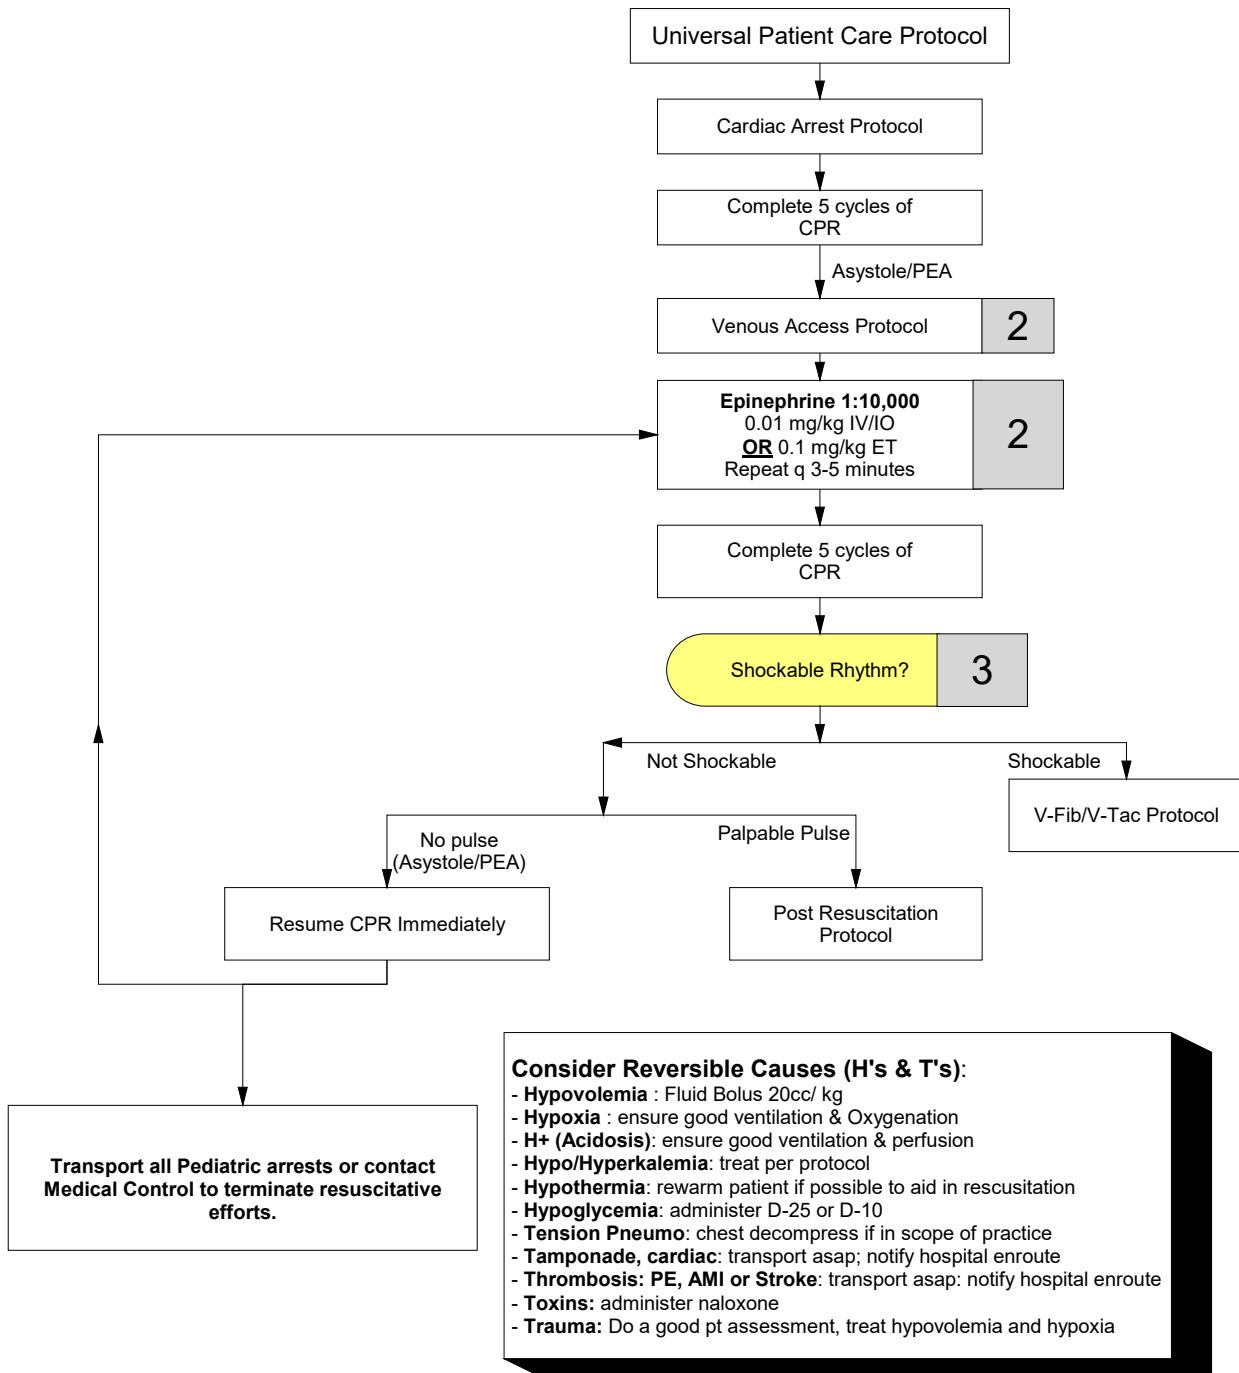 Universal Patient Care Protocol
Cardiac Arrest Protocol
Complete 5 cycles of
CPR
Asystole/PEA
Venous Access Protocol
2
Epinephrine 1:10,000
0.01 mg/kg IV/IO
OR 0.1 mg/kg ET
Repeat q 3-5 minutes
2
Complete 5 cycles of
CPR
Shockable Rhythm?
3
Not Shockable
Shockable
V-Fib/V-Tac Protocol
No pulse
(Asystole/PEA)
Palpable Pulse
Resume CPR Immediately
Post Resuscitation
Protocol
Transport all Pediatric arrests or contact
Medical Control to terminate resuscitative
efforts.
Consider Reversible Causes (H's & T's):
- Hypovolemia : Fluid Bolus 20cc/ kg
- Hypoxia : ensure good ventilation & Oxygenation
- H+ (Acidosis): ensure good ventilation & perfusion
- Hypo/Hyperkalemia: treat per protocol
- Hypothermia: rewarm patient if possible to aid in rescusitation
- Hypoglycemia: administer D-25 or D-10
- Tension Pneumo: chest decompress if in scope of practice
- Tamponade, cardiac: transport asap; notify hospital enroute
- Thrombosis: PE, AMI or Stroke: transport asap: notify hospital enroute
- Toxins: administer naloxone
- Trauma: Do a good pt assessment, treat hypovolemia and hypoxia